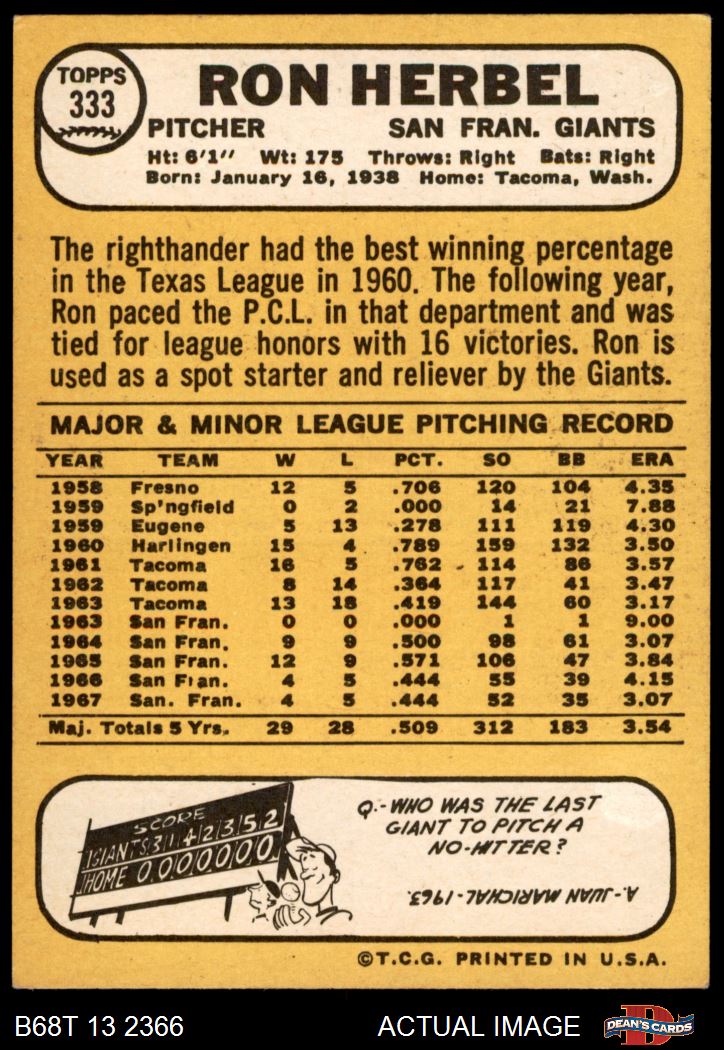 TOPPS
333
RON HERBEL
PITCHER SAN FRAN. GIANTS
Ht: 6'1" Wt: 175 Throws: Right Bats: Right
Born: January 16, 1938 Home: Tacoma, Wash.
The righthander had the best winning percentage
in the Texas League in 1960. The following year,
Ron paced the P.C.L. in that department and was
tied for league honors with 16 victories. Ron is
used as a spot starter and reliever by the Giants.
MAJOR & MINOR LEAGUE PITCHING RECORD
YEAR TEAM W L PCT. SO BB ERA
1958 Fresno 12 5 .706 120 104 4.35
1959 Sp'ngfield 0 2 .000 14 21 7.88
1959 Eugene 5 13 .278 111 119 4.30
1960 Harlingen 15 4 .789 159 132 3.50
1961 Tacoma 16 5 .762 114 86 3.57
1962 Tacoma 8 14 .364 117 41 3.47
1963 Tacoma 13 18 .419 144 60 3.17
1963 San Fran. 0 0 .000 1 1 9.00
1964 San Fran. 9 9 .500 98 61 3.07
1965 San Fran. 12 9 .571 106 47 3.84
1966 San Fran. 4 5 .444 55 39 4.15
1967 San. Fran. 4 5 .444 52 35 3.07
Maj. Totals 5 Yrs. 29 28 .509 312 183 3.54
SCORE
GIANTS 3 1 4 2 3 5 2
HOME 0 0 0 0 0 0 0
Q.-WHO WAS THE LAST
GIANT TO PITCH A
NO-HITTER?
A.-JUAN MARICHAL-1963.
©T.C.G. PRINTED IN U.S.A.
B68T 13 2366 ACTUAL IMAGE
D
DEAN'S CARDS